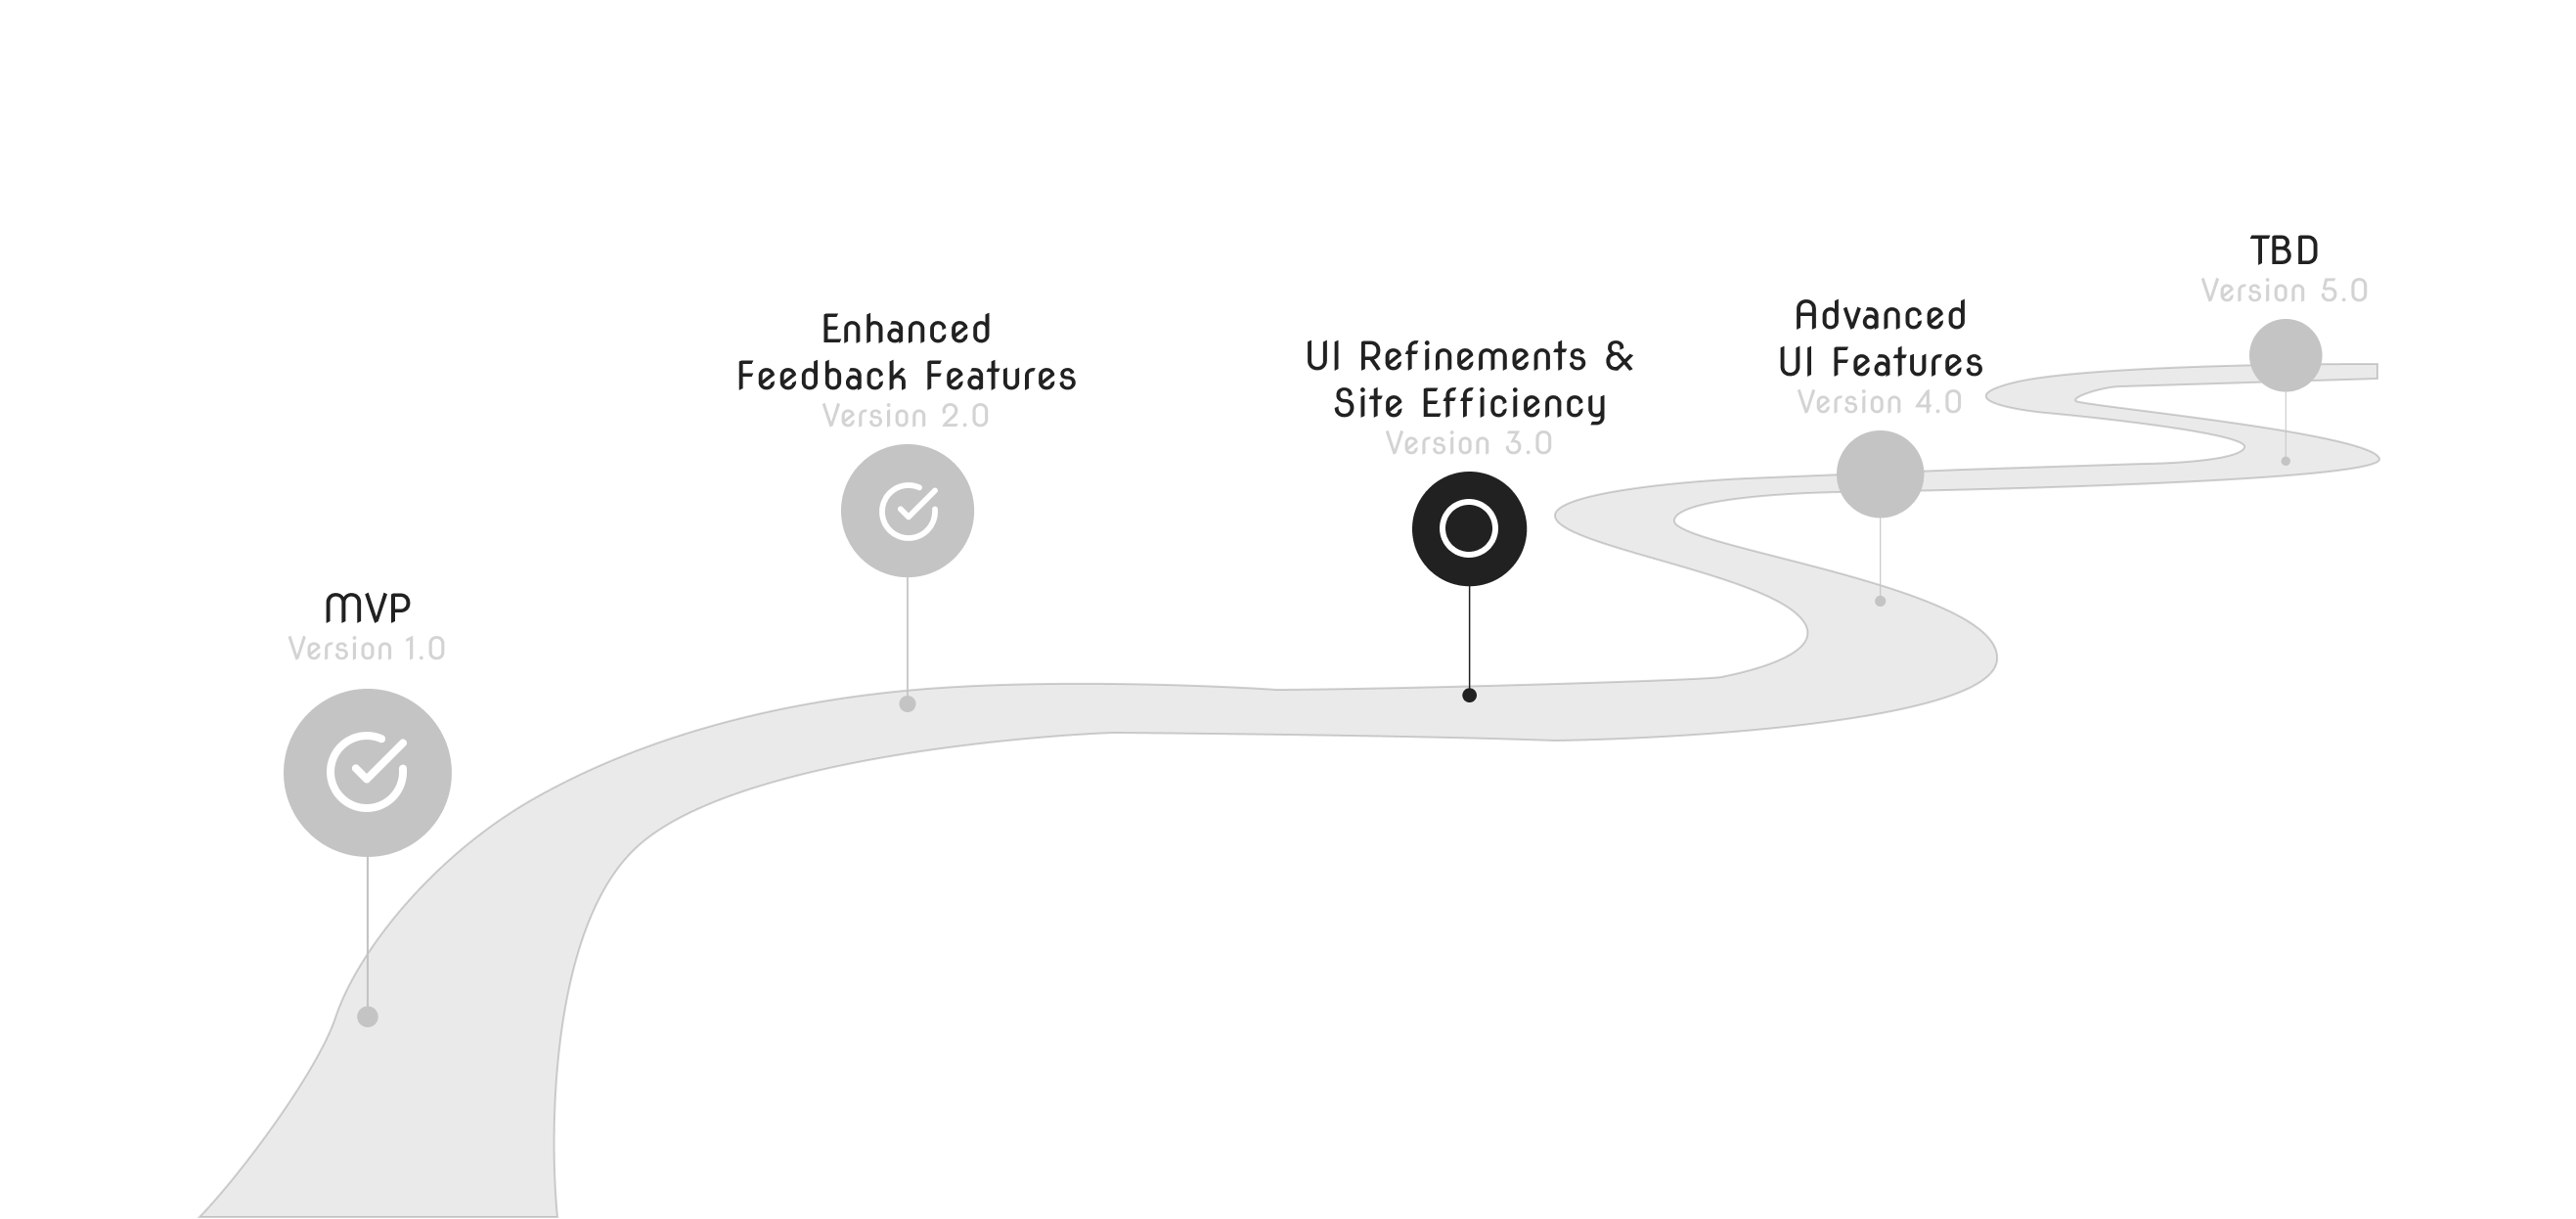 MVP
Version 1.0
Enhanced
Feedback Features
Version 2.0
UI Refinements &
Site Efficiency
Version 3.0
Advanced
UI Features
Version 4.0
TBD
Version 5.0